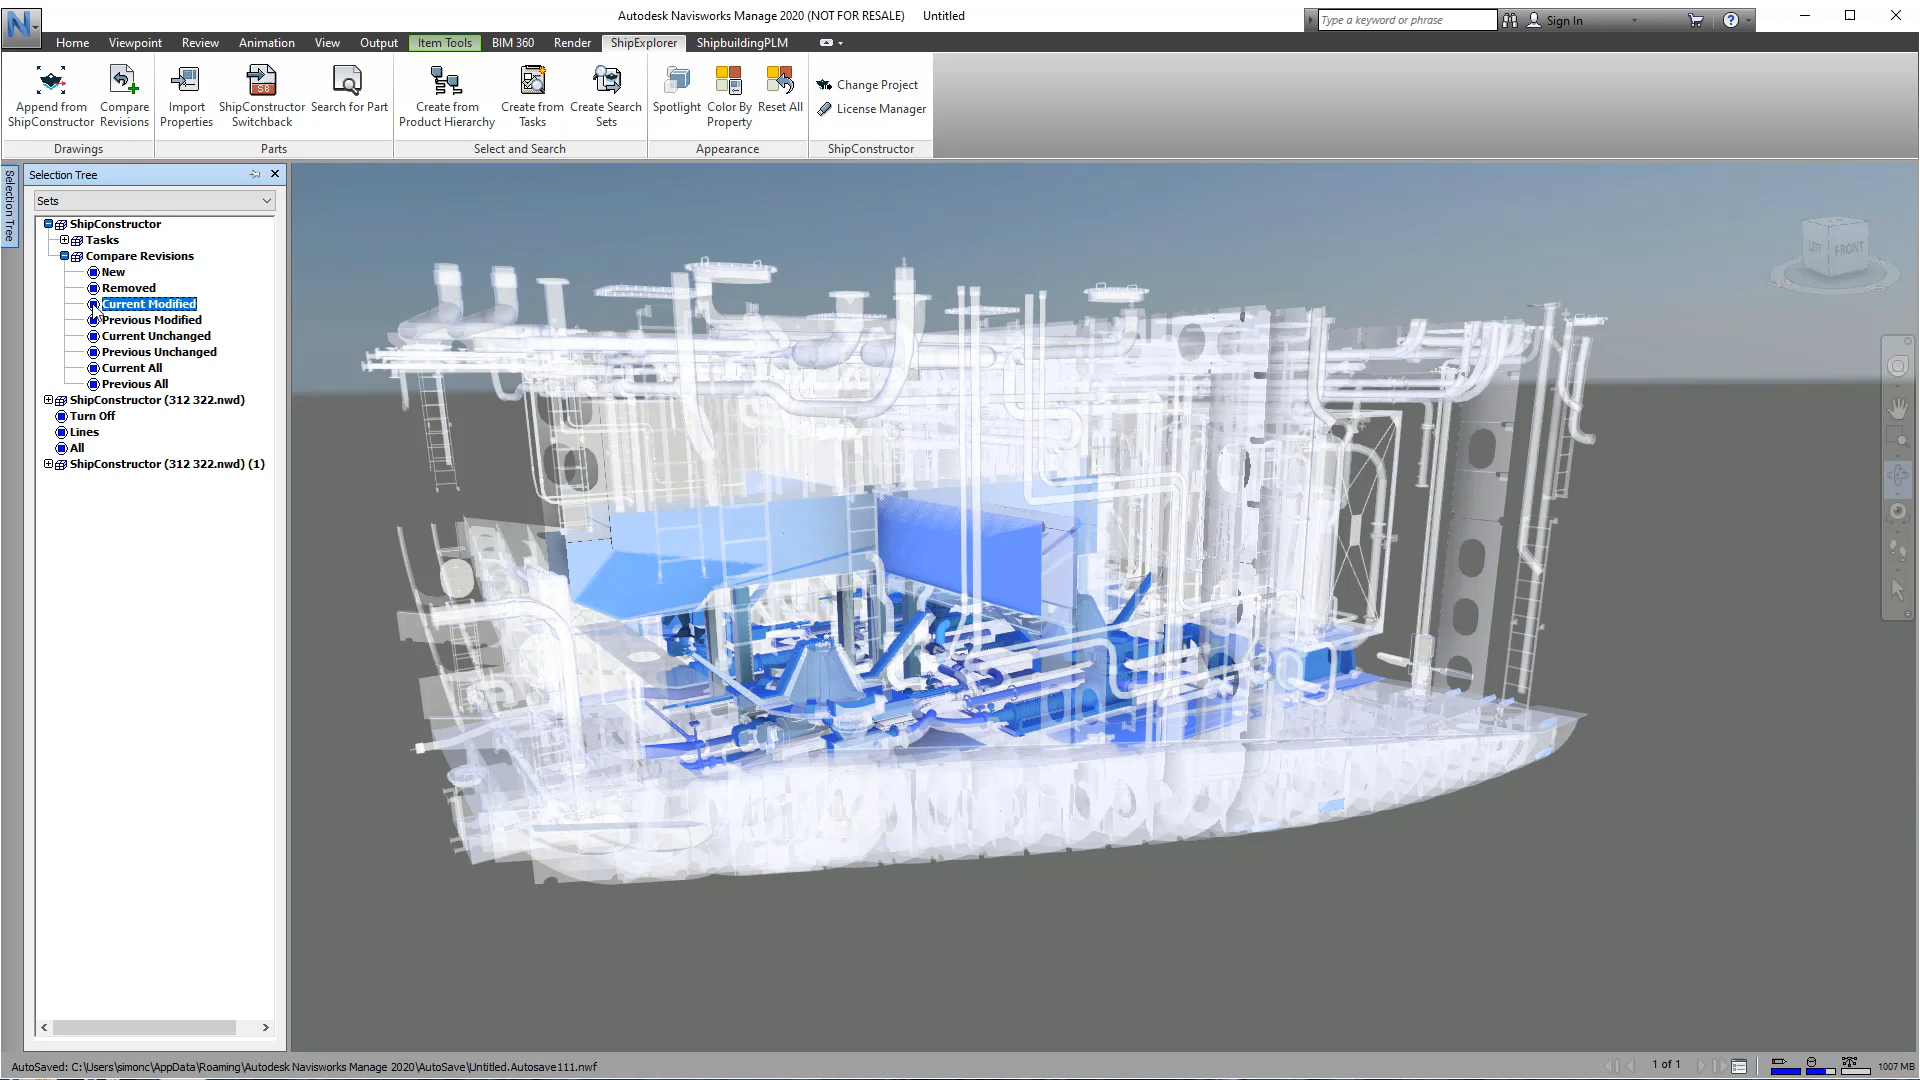 Autodesk Navisworks Manage 2020 (NOT FOR RESALE) Untitled
Type a keyword or phrase
Sign In
Home Viewpoint Review Animation View Output Item Tools BIM 360 Render ShipExplorer ShipbuildingPLM
Append from ShipConstructor
Compare Revisions
Import Properties
ShipConstructor Switchback
Search for Part
Create from Product Hierarchy
Create from Tasks
Create Search Sets
Spotlight
Color By Property
Reset All
Change Project
License Manager
Drawings Parts Select and Search Appearance ShipConstructor
Selection Tree
Selection Tree
Sets
ShipConstructor
Tasks
Compare Revisions
New
Removed
Current Modified
Previous Modified
Current Unchanged
Previous Unchanged
Current All
Previous All
ShipConstructor (312 322.nwd)
Turn Off
Lines
All
ShipConstructor (312 322.nwd) (1)
LEFT FRONT
AutoSaved: C:\Users\simonc\AppData\Roaming\Autodesk Navisworks Manage 2020\AutoSave\Untitled.Autosave111.nwf
1 of 1
1007 MB